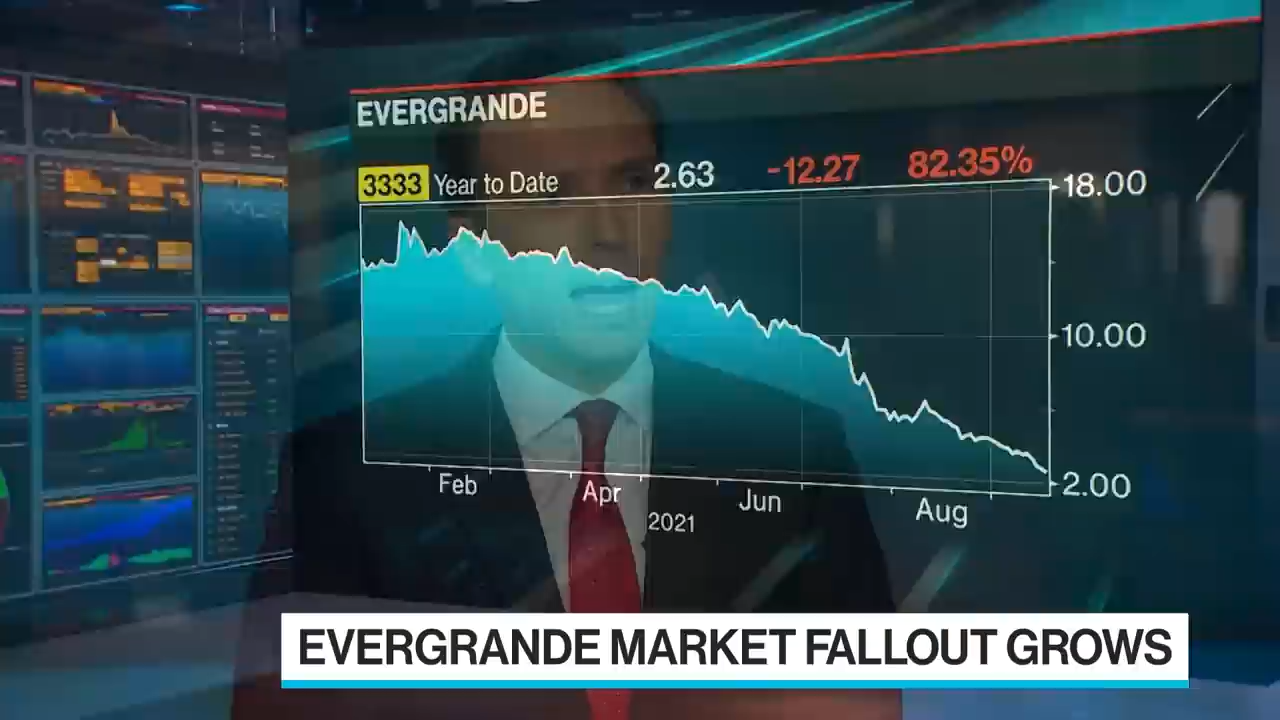 EVERGRANDE
3333 Year to Date 2.63 -12.27 82.35%
18.00
10.00
2.00
Feb Apr Jun Aug
2021
EVERGRANDE MARKET FALLOUT GROWS